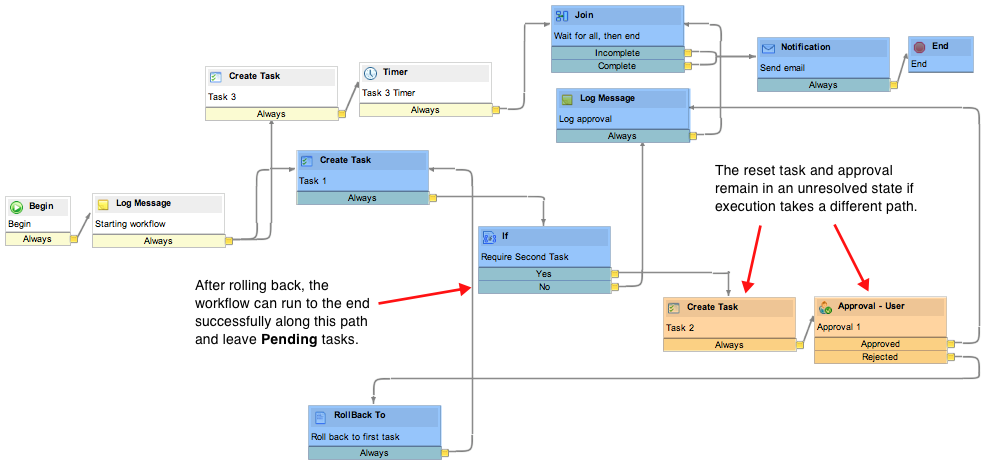 Join
Wait for all, then end
Incomplete
Complete
Notification
Send email
Always
End
End
Create Task
Task 3
Always
Timer
Task 3 Timer
Always
Log Message
Log approval
Always
Create Task
Task 1
Always
The reset task and approval
remain in an unresolved state if
execution takes a different path.
Begin
Begin
Always
Log Message
Starting workflow
Always
If
Require Second Task
Yes
No
After rolling back, the
workflow can run to the end
successfully along this path
and leave Pending tasks.
Create Task
Task 2
Always
Approval - User
Approval 1
Approved
Rejected
RollBack To
Roll back to first task
Always